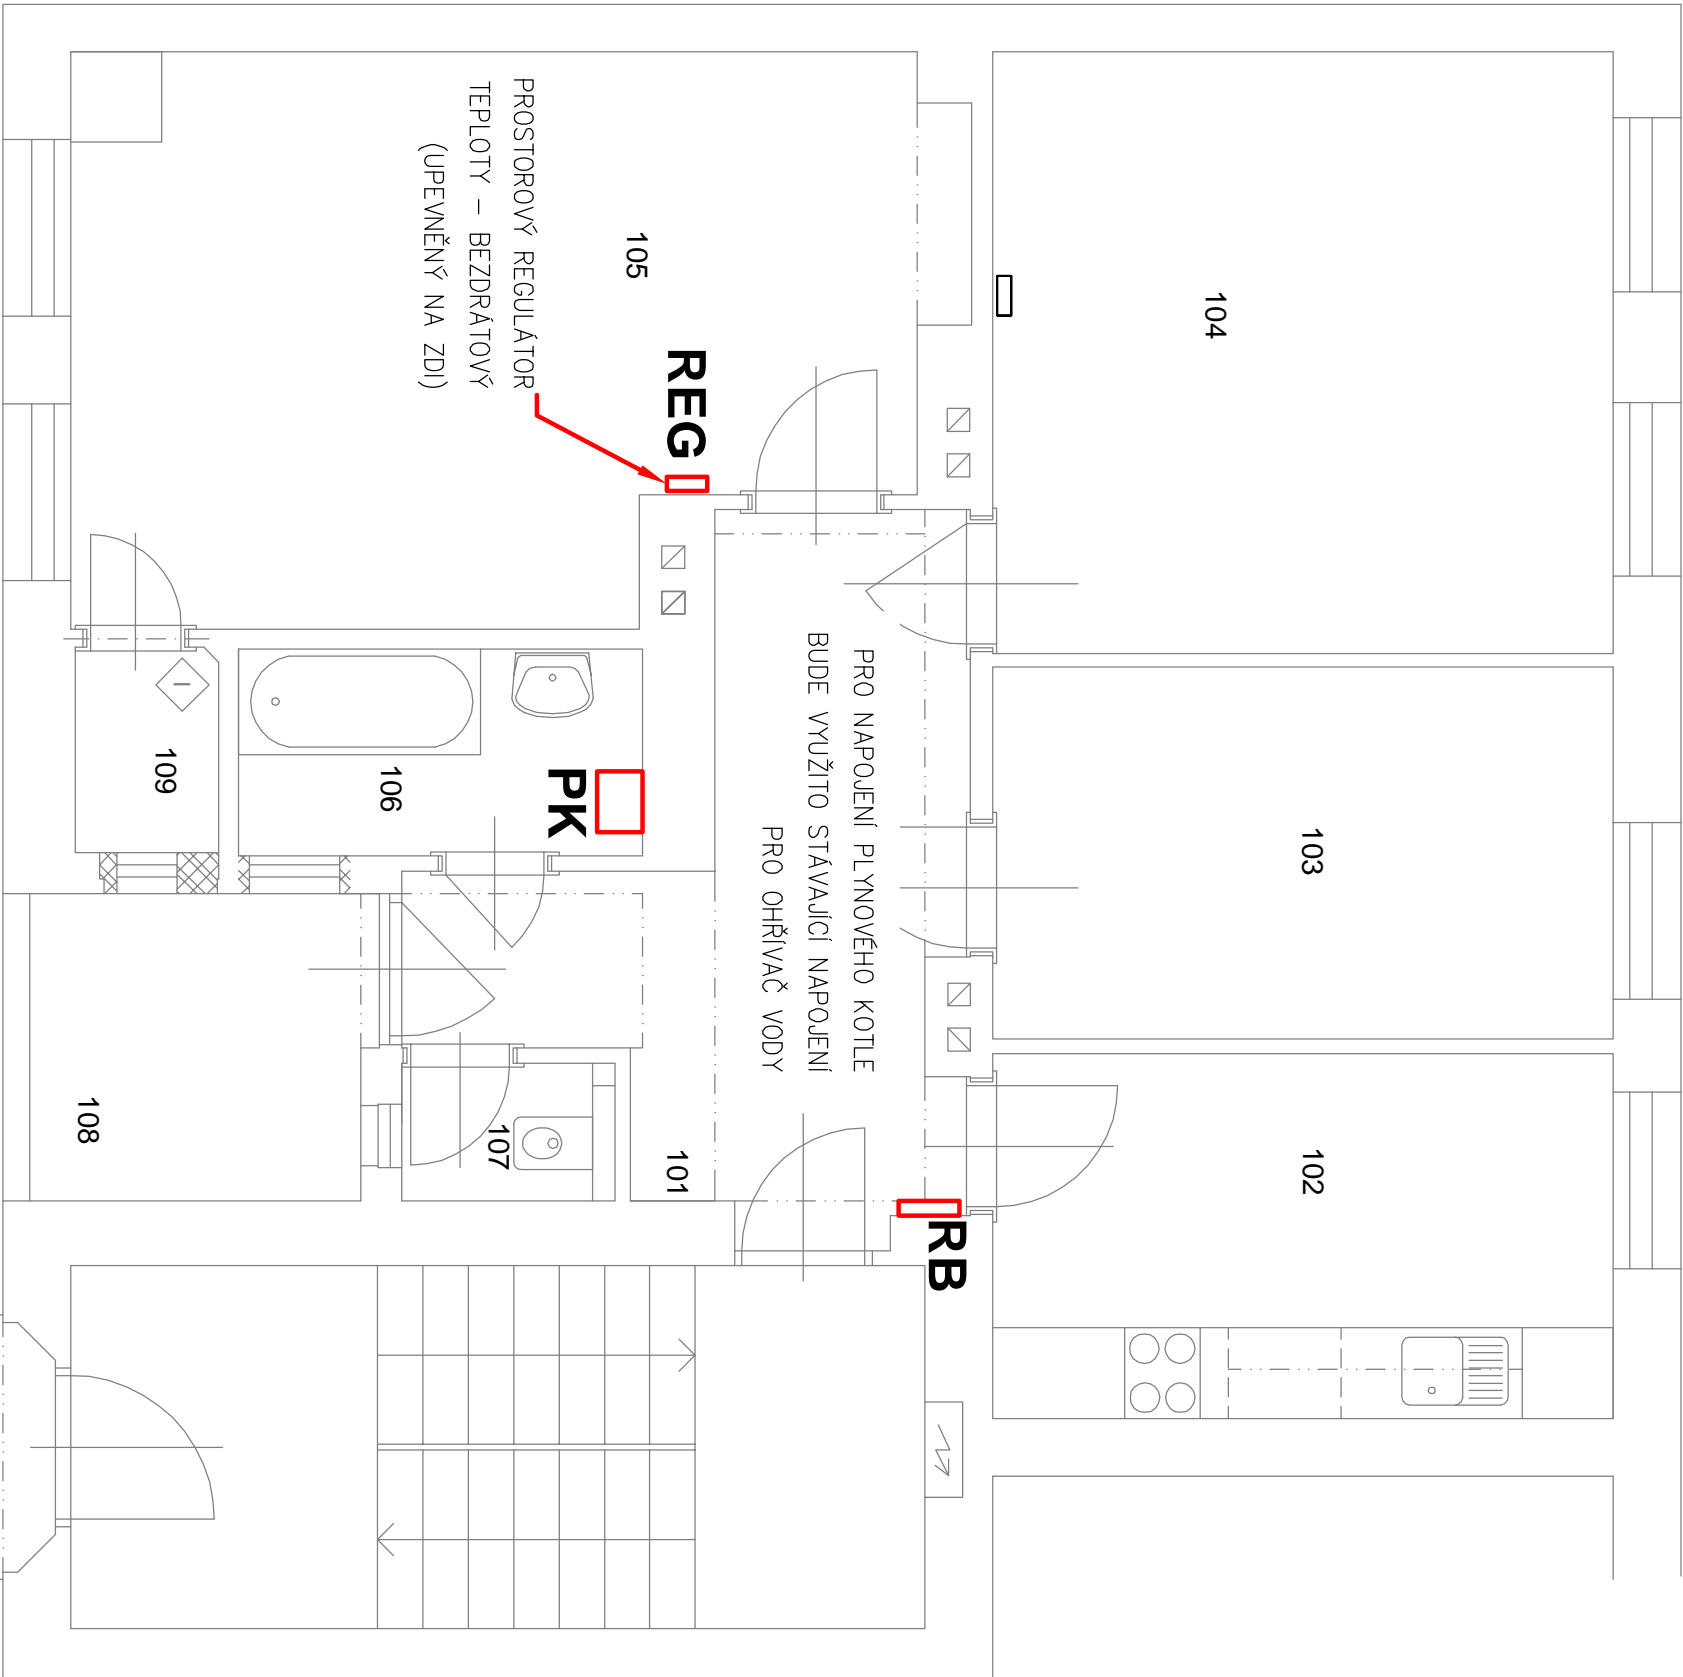 PROSTOROVÝ REGULÁTOR
TEPLOTY – BEZDRÁTOVÝ
(UPEVNĚNÝ NA ZDI)
REG
105
104
103
102
PRO NAPOJENÍ PLYNOVÉHO KOTLE
BUDE VYUŽITO STÁVAJÍCÍ NAPOJENÍ
PRO OHŘÍVAČ VODY
PK
106
109
101
107
108
RB